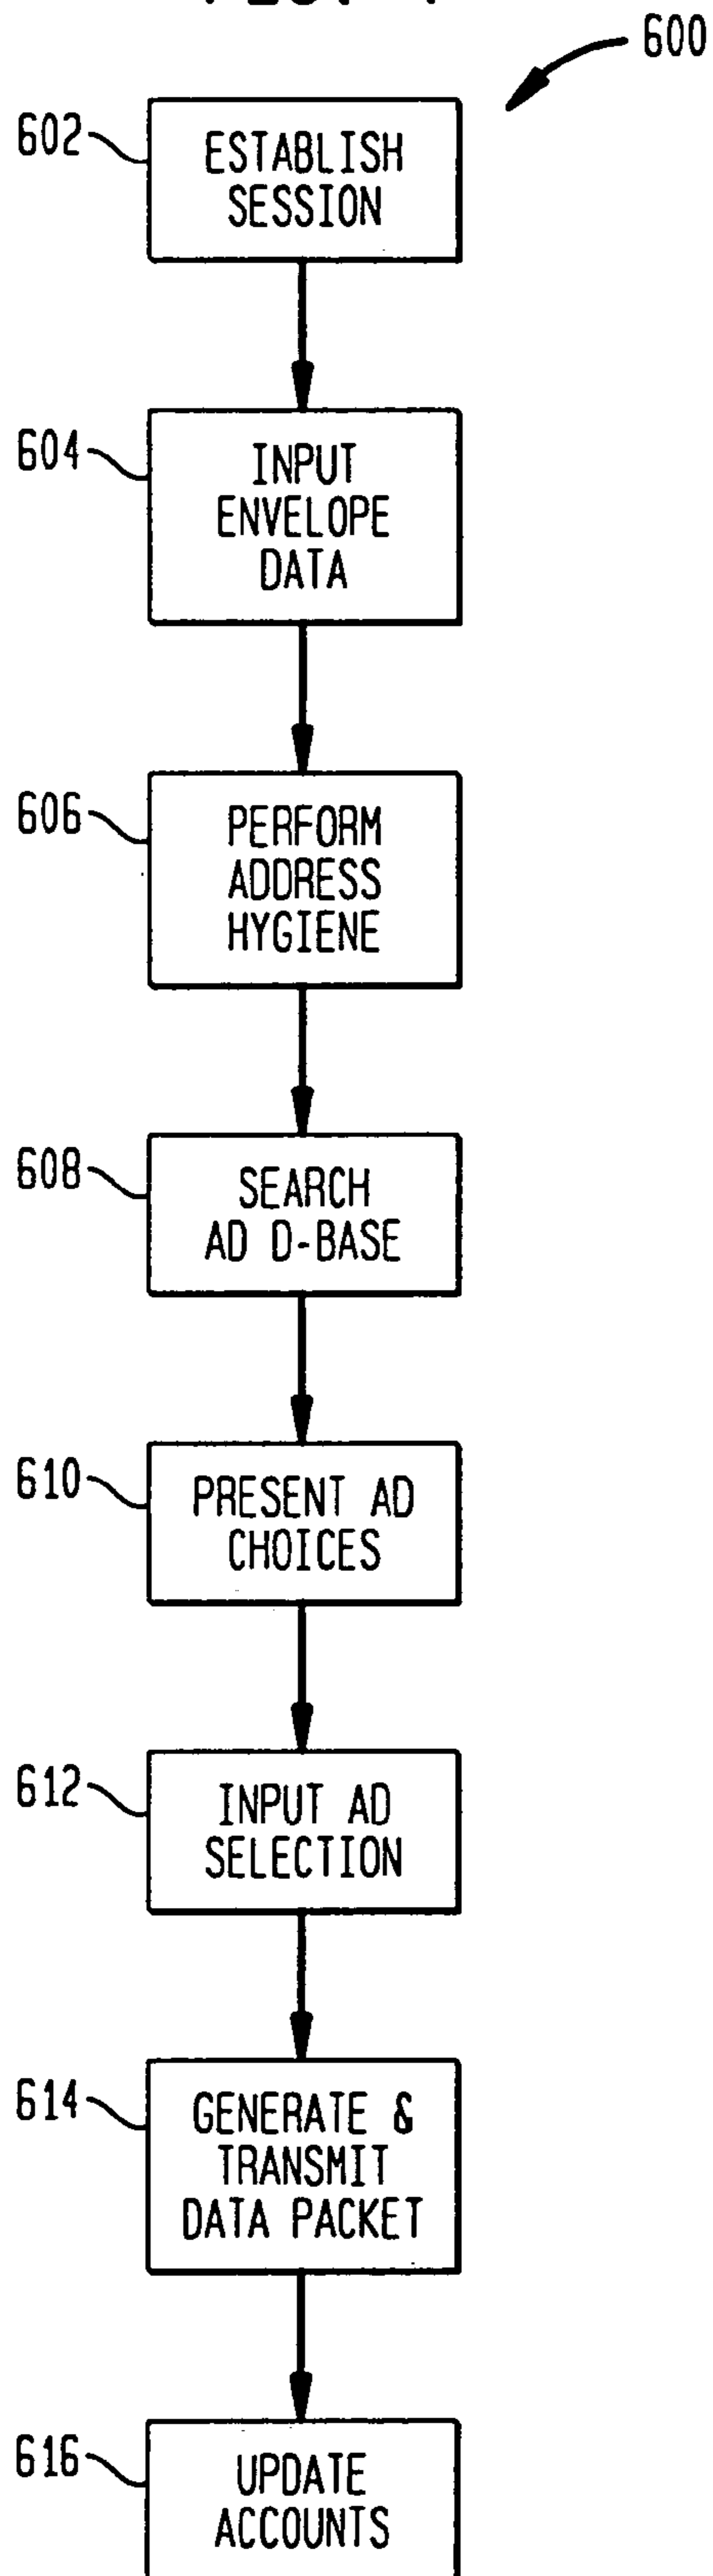 600
602
ESTABLISH
SESSION
604
INPUT
ENVELOPE
DATA
606
PERFORM
ADDRESS
HYGIENE
608
SEARCH
AD D-BASE
610
PRESENT AD
CHOICES
612
INPUT AD
SELECTION
614
GENERATE &
TRANSMIT
DATA PACKET
616
UPDATE
ACCOUNTS